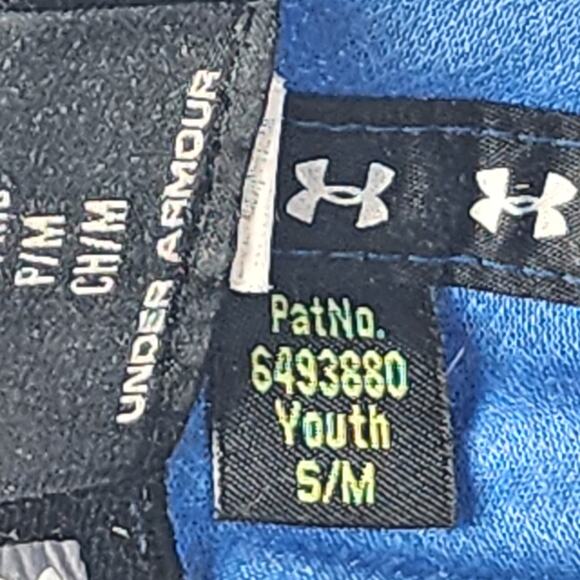 P/M
CH/M
UNDER ARMOUR
PatNo.
6493880
Youth
S/M